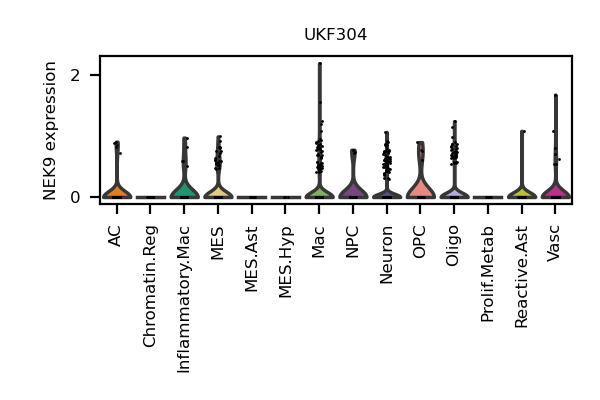 UKF304
NEK9 expression
2
0
AC
Chromatin.Reg
Inflammatory.Mac
MES
MES.Ast
MES.Hyp
Mac
NPC
Neuron
OPC
Oligo
Prolif.Metab
Reactive.Ast
Vasc